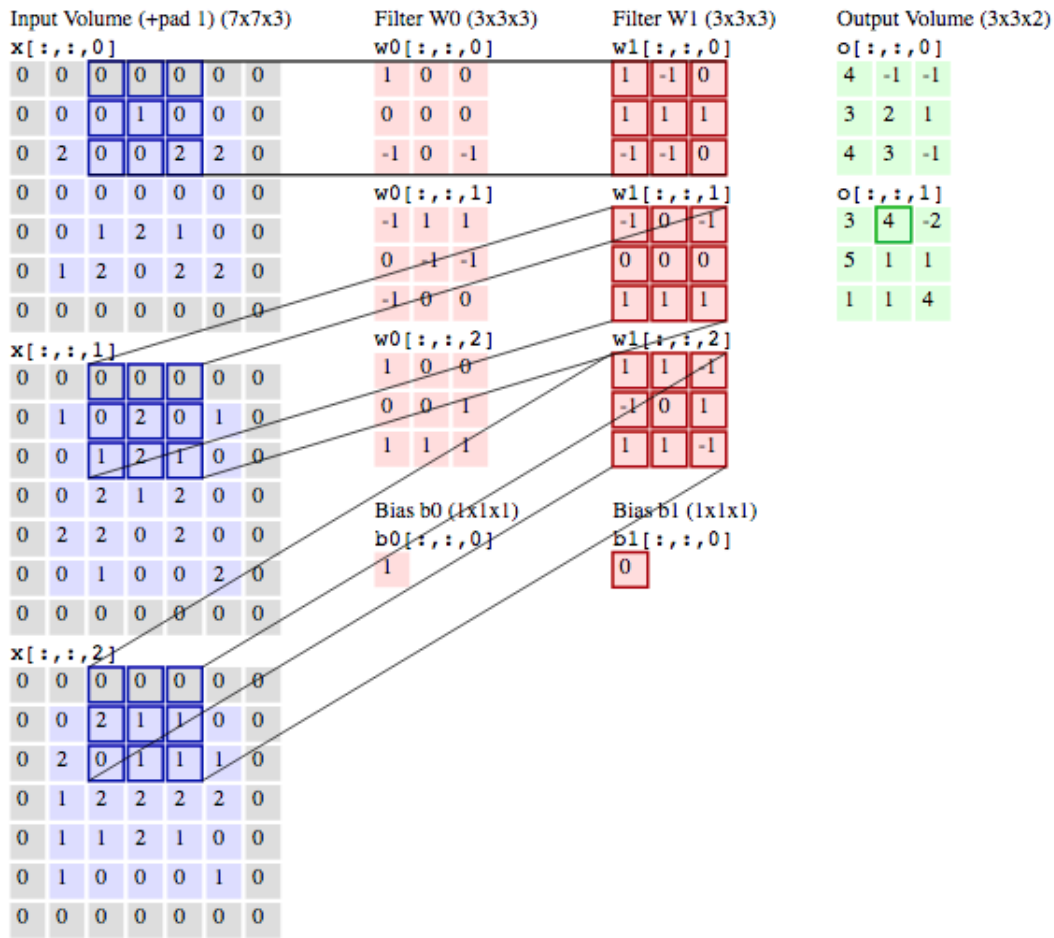 Input Volume (+pad 1) (7x7x3)
x[:,:,0]
0 0 0 0 0 0 0
0 0 0 1 0 0 0
0 2 0 0 2 2 0
0 0 0 0 0 0 0
0 0 1 2 1 0 0
0 1 2 0 2 2 0
0 0 0 0 0 0 0
x[:,:,1]
0 0 0 0 0 0 0
0 1 0 2 0 1 0
0 0 1 2 1 0 0
0 0 2 1 2 0 0
0 2 2 0 2 0 0
0 0 1 0 0 2 0
0 0 0 0 0 0 0
x[:,:,2]
0 0 0 0 0 0 0
0 0 2 1 1 0 0
0 2 0 1 1 1 0
0 1 2 2 2 2 0
0 1 1 2 1 0 0
0 1 0 0 0 1 0
0 0 0 0 0 0 0
Filter W0 (3x3x3)
w0[:,:,0]
1 0 0
0 0 0
-1 0 -1
w0[:,:,1]
-1 1 1
0 -1 -1
-1 0 0
w0[:,:,2]
1 0 0
0 0 1
1 1 1
Bias b0 (1x1x1)
b0[:,:,0]
1
Filter W1 (3x3x3)
w1[:,:,0]
1 -1 0
1 1 1
-1 -1 0
w1[:,:,1]
-1 0 -1
0 0 0
1 1 1
w1[:,:,2]
1 1 -1
-1 0 1
1 1 -1
Bias b1 (1x1x1)
b1[:,:,0]
0
Output Volume (3x3x2)
o[:,:,0]
4 -1 -1
3 2 1
4 3 -1
o[:,:,1]
3 4 -2
5 1 1
1 1 4